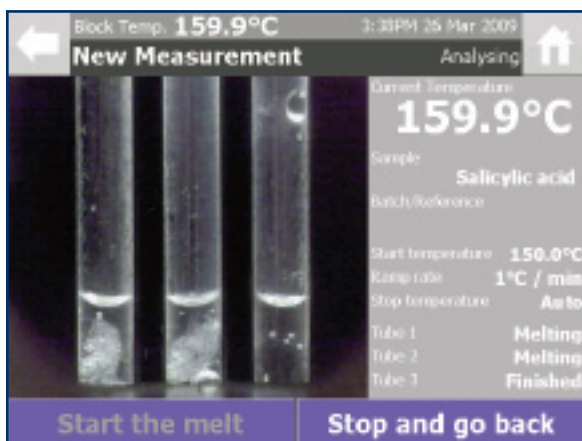 Block Temp. 159.9°C
3:38PM 26 Mar 2009
New Measurement
Analysing
Current Temperature
159.9°C
Sample
Salicylic acid
Batch/Reference
Start temperature 150.0°C
Ramp rate 1°C / min
Stop temperature Auto
Tube 1 Melting
Tube 2 Melting
Tube 3 Finished
Start the melt
Stop and go back